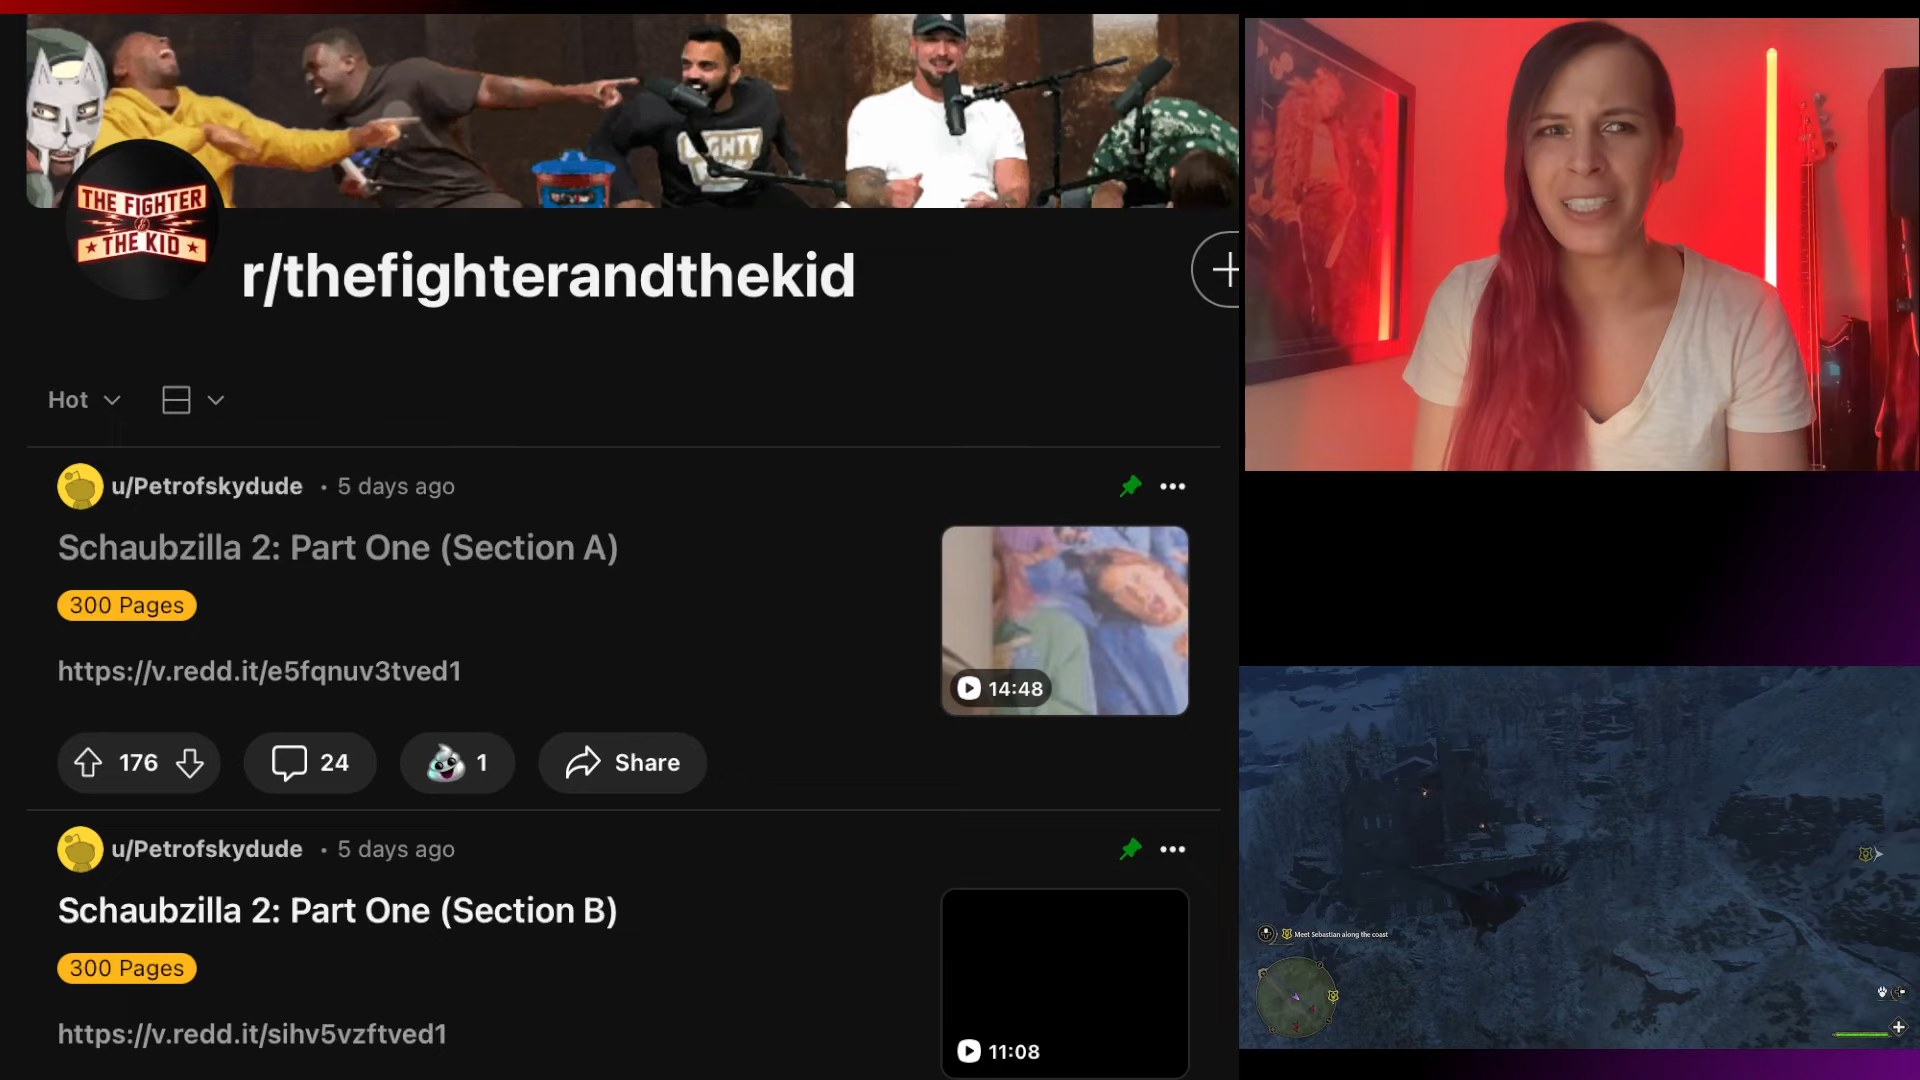 THE FIGHTER
&
THE KID
r/thefighterandthekid
Hot
u/Petrofskydude • 5 days ago
Schaubzilla 2: Part One (Section A)
300 Pages
https://v.redd.it/e5fqnuv3tved1
14:48
176
24
1
Share
u/Petrofskydude • 5 days ago
Schaubzilla 2: Part One (Section B)
300 Pages
https://v.redd.it/sihv5vzftved1
11:08
Meet Sebastian along the coast